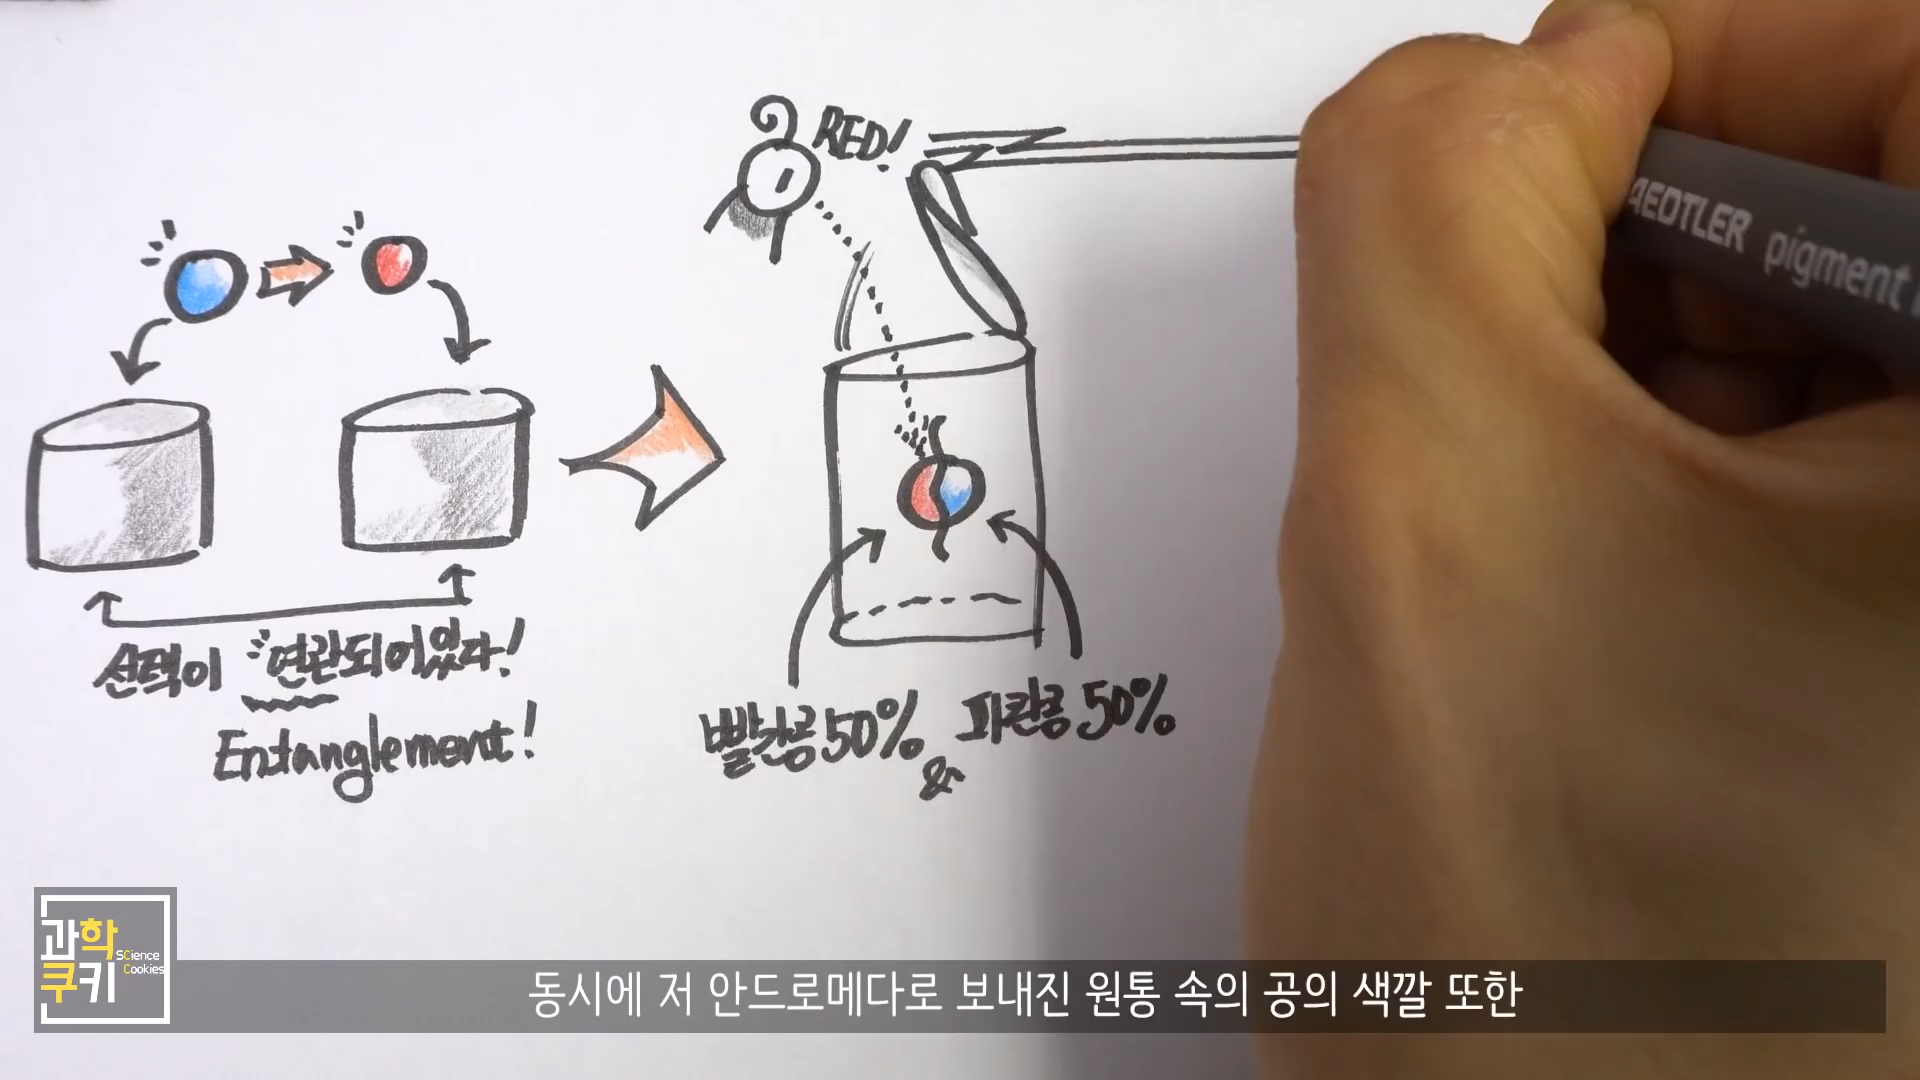 RED!
선택이 연관되어있다!
Entanglement!
빨간공 50% & 파란공 50%
STAEDTLER pigment
과학쿠키
Science Cookies
동시에 저 안드로메다로 보내진 원통 속의 공의 색깔 또한